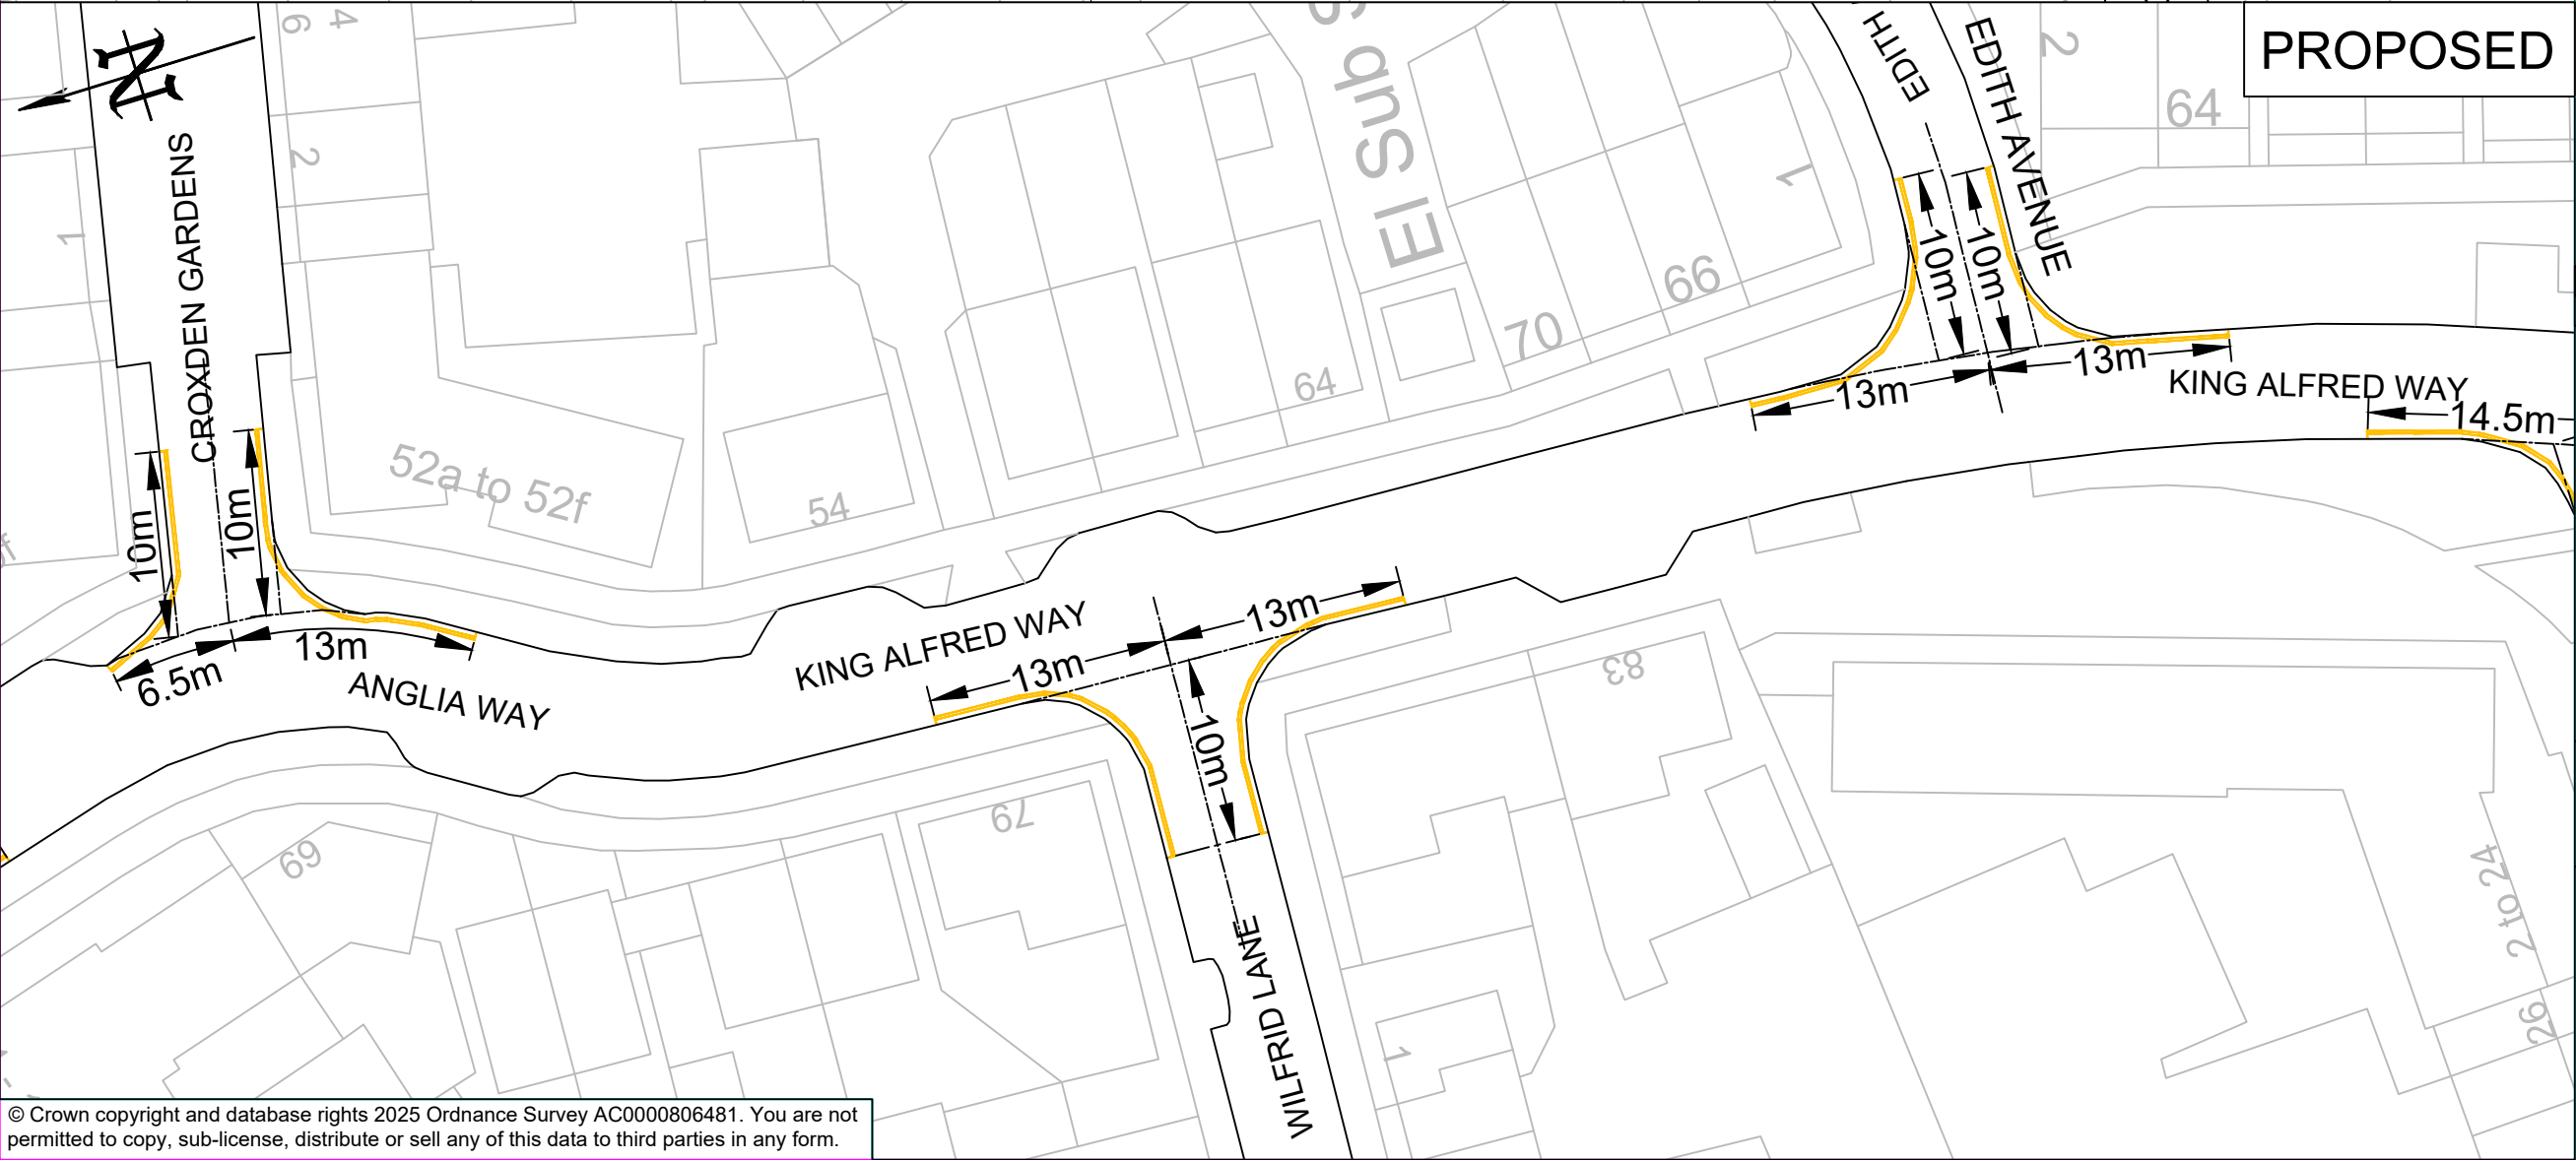 PROPOSED
N
CROXDEN GARDENS
6
4
2
1
El Sub S
EDITH
EDITH AVENUE
2
64
1
66
70
64
54
52a to 52f
10m
10m
10m
10m
13m
13m
KING ALFRED WAY
14.5m
6.5m
13m
ANGLIA WAY
KING ALFRED WAY
13m
13m
10m
WILFRID LANE
69
79
83
1
2 to 24
26
© Crown copyright and database rights 2025 Ordnance Survey AC0000806481. You are not
permitted to copy, sub-license, distribute or sell any of this data to third parties in any form.